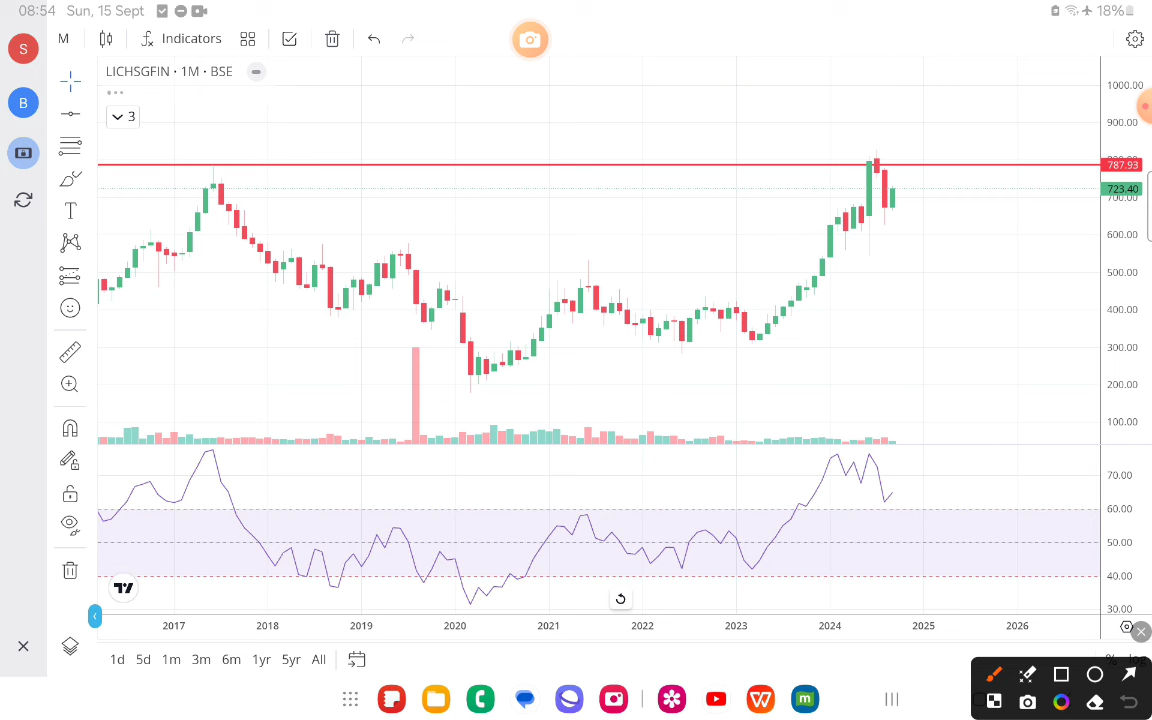 08:54 Sun, 15 Sept
18%
S
M
Indicators
B
LICHSGFIN · 1M · BSE
3
1000.00
900.00
787.93
723.40
700.00
600.00
500.00
400.00
300.00
200.00
100.00
70.00
60.00
50.00
40.00
30.00
2017 2018 2019 2020 2021 2022 2023 2024 2025 2026
1d 5d 1m 3m 6m 1yr 5yr All
% log
W
m